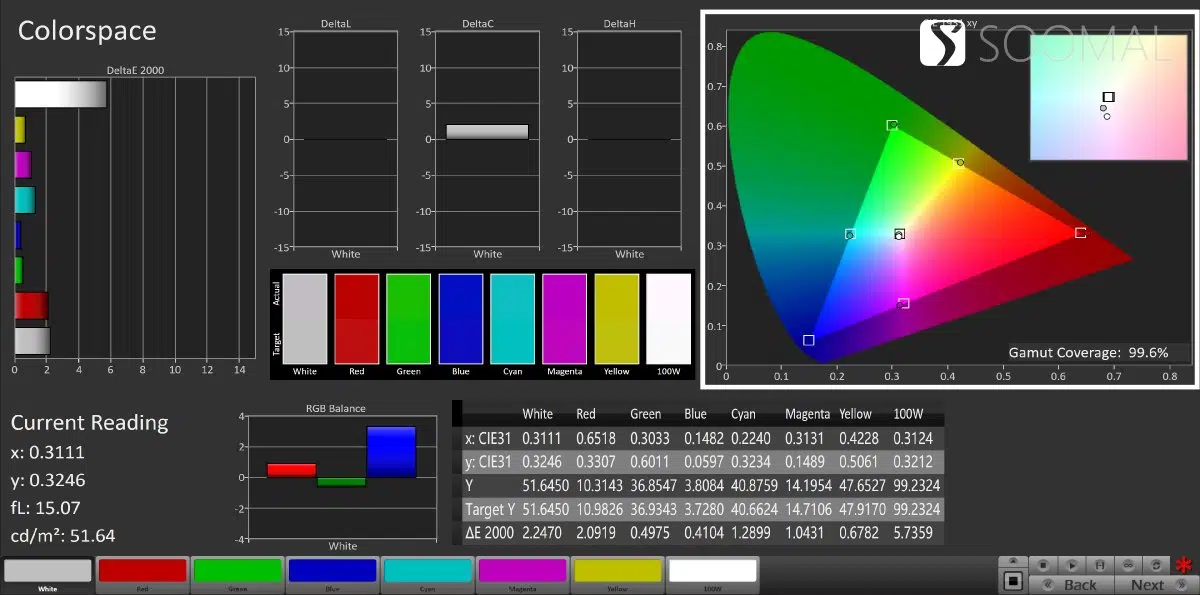 Colorspace
DeltaE 2000
0 2 4 6 8 10 12 14
DeltaL
15
10
5
0
-5
-10
-15
White
DeltaC
15
10
5
0
-5
-10
-15
White
DeltaH
15
10
5
0
-5
-10
-15
White
Actual
Target
White Red Green Blue Cyan Magenta Yellow 100W
xy
SOOMAL
0.8
0.7
0.6
0.5
0.4
0.3
0.2
0.1
0
0 0.1 0.2 0.3 0.4 0.5 0.6 0.7 0.8
Gamut Coverage: 99.6%
Current Reading
x: 0.3111
y: 0.3246
fL: 15.07
cd/m²: 51.64
RGB Balance
4
2
0
-2
-4
White
White Red Green Blue Cyan Magenta Yellow 100W
x: CIE31 0.3111 0.6518 0.3033 0.1482 0.2240 0.3131 0.4228 0.3124
y: CIE31 0.3246 0.3307 0.6011 0.0597 0.3234 0.1489 0.5061 0.3212
Y 51.6450 10.3143 36.8547 3.8084 40.8759 14.1954 47.6527 99.2324
Target Y 51.6450 10.9826 36.9343 3.7280 40.6624 14.7106 47.9170 99.2324
ΔE 2000 2.2470 2.0919 0.4975 0.4104 1.2899 1.0431 0.6782 5.7359
White Red Green Blue Cyan Magenta Yellow 100W
Back Next